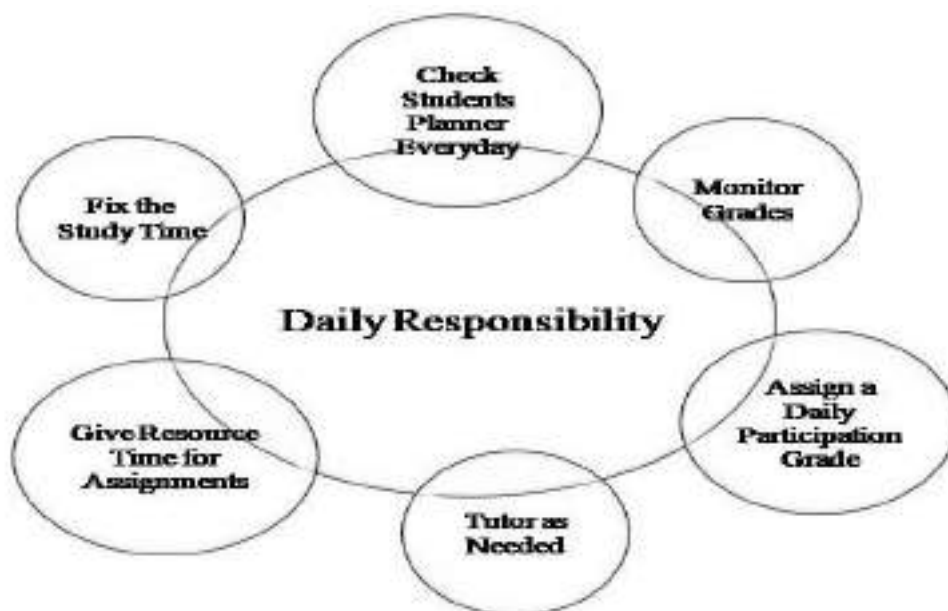 Check
Students
Planner
Everyday
Monitor
Grades
Fix the
Study Time
Daily Responsibility
Assign a
Daily
Participation
Grade
Give Resource
Time for
Assignments
Tutor as
Needed